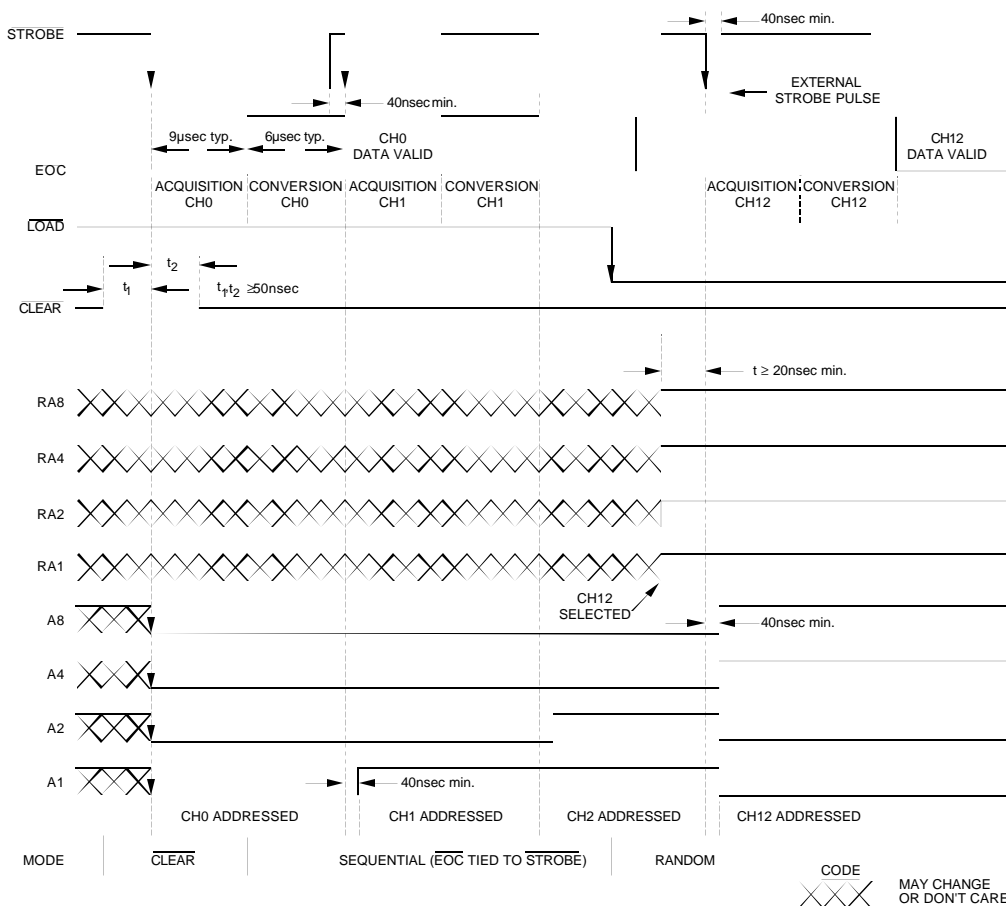 40nsec min.
STROBE
EXTERNAL
STROBE PULSE
40nsec min.
9µsec typ.
6µsec typ.
CH0
DATA VALID
CH12
DATA VALID
EOC
ACQUISITION
CH0
CONVERSION
CH0
ACQUISITION
CH1
CONVERSION
CH1
ACQUISITION
CH12
CONVERSION
CH12
LOAD
t2
t1
t1,t2 ≥50nsec
CLEAR
t ≥ 20nsec min.
RA8
RA4
RA2
RA1
CH12
SELECTED
A8
40nsec min.
A4
A2
A1
40nsec min.
CH0 ADDRESSED
CH1 ADDRESSED
CH2 ADDRESSED
CH12 ADDRESSED
MODE
CLEAR
SEQUENTIAL (EOC TIED TO STROBE)
RANDOM
CODE
MAY CHANGE
OR DON'T CARE